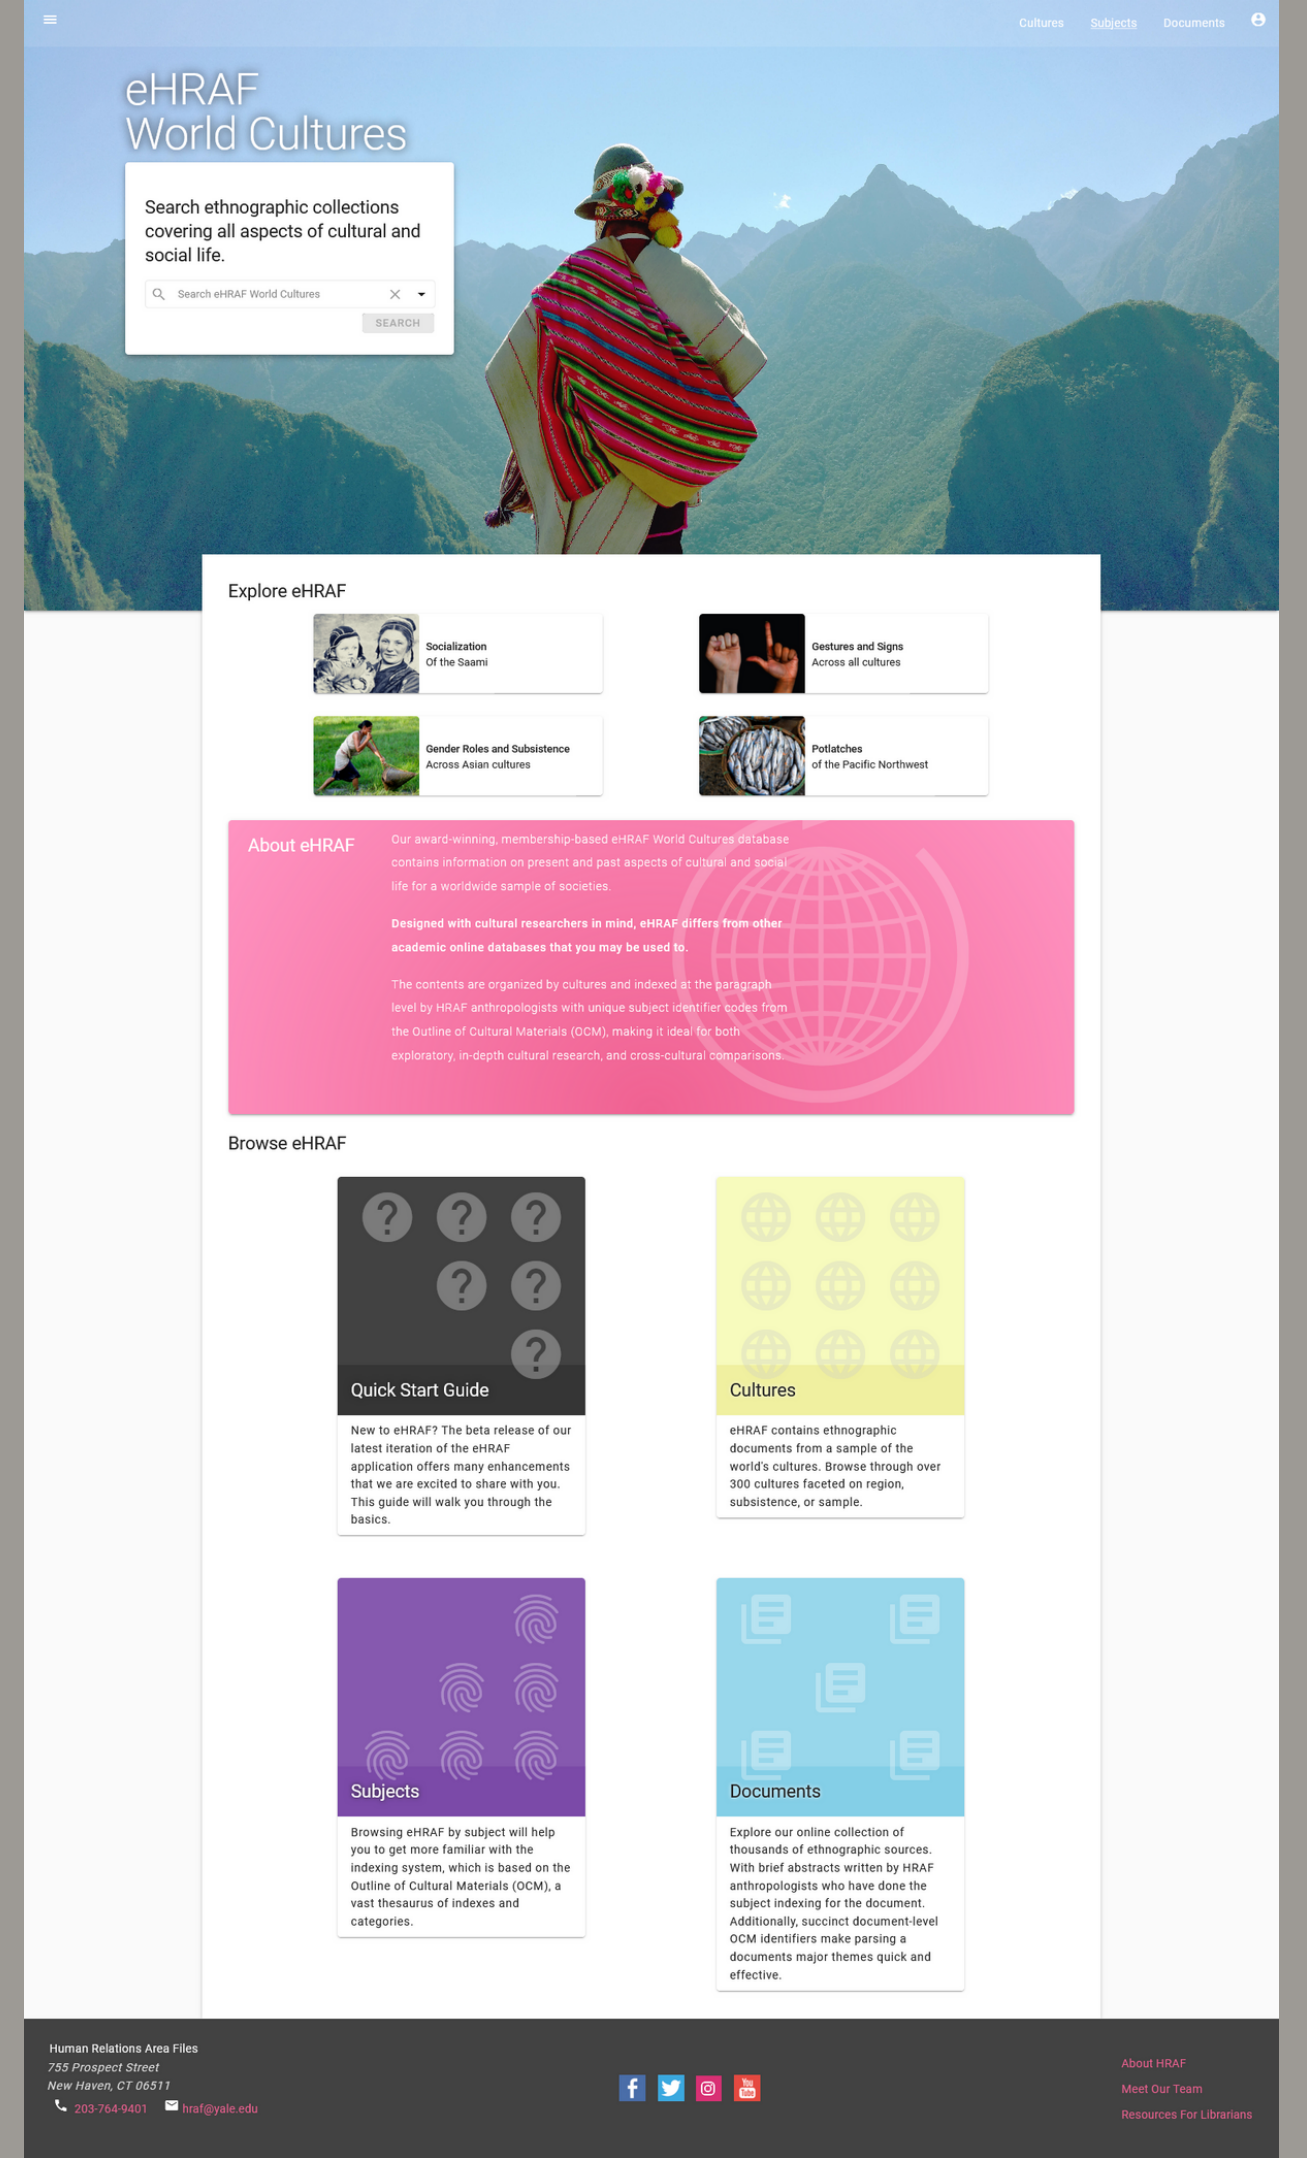 Cultures Subjects Documents
eHRAF
World Cultures
Search ethnographic collections
covering all aspects of cultural and
social life.
Search eHRAF World Cultures
SEARCH
Explore eHRAF
Socialization
Of the Saami
Gestures and Signs
Across all cultures
Gender Roles and Subsistence
Across Asian cultures
Potlatches
of the Pacific Northwest
About eHRAF
Our award-winning, membership-based eHRAF World Cultures database
contains information on present and past aspects of cultural and social
life for a worldwide sample of societies.
Designed with cultural researchers in mind, eHRAF differs from other
academic online databases that you may be used to.
The contents are organized by cultures and indexed at the paragraph
level by HRAF anthropologists with unique subject identifier codes from
the Outline of Cultural Materials (OCM), making it ideal for both
exploratory, in-depth cultural research, and cross-cultural comparisons.
Browse eHRAF
Quick Start Guide
New to eHRAF? The beta release of our
latest iteration of the eHRAF
application offers many enhancements
that we are excited to share with you.
This guide will walk you through the
basics.
Cultures
eHRAF contains ethnographic
documents from a sample of the
world's cultures. Browse through over
300 cultures faceted on region,
subsistence, or sample.
Subjects
Browsing eHRAF by subject will help
you to get more familiar with the
indexing system, which is based on the
Outline of Cultural Materials (OCM), a
vast thesaurus of indexes and
categories.
Documents
Explore our online collection of
thousands of ethnographic sources.
With brief abstracts written by HRAF
anthropologists who have done the
subject indexing for the document.
Additionally, succinct document-level
OCM identifiers make parsing a
documents major themes quick and
effective.
Human Relations Area Files
755 Prospect Street
New Haven, CT 06511
203-764-9401 hraf@yale.edu
You
Tube
About HRAF
Meet Our Team
Resources For Librarians